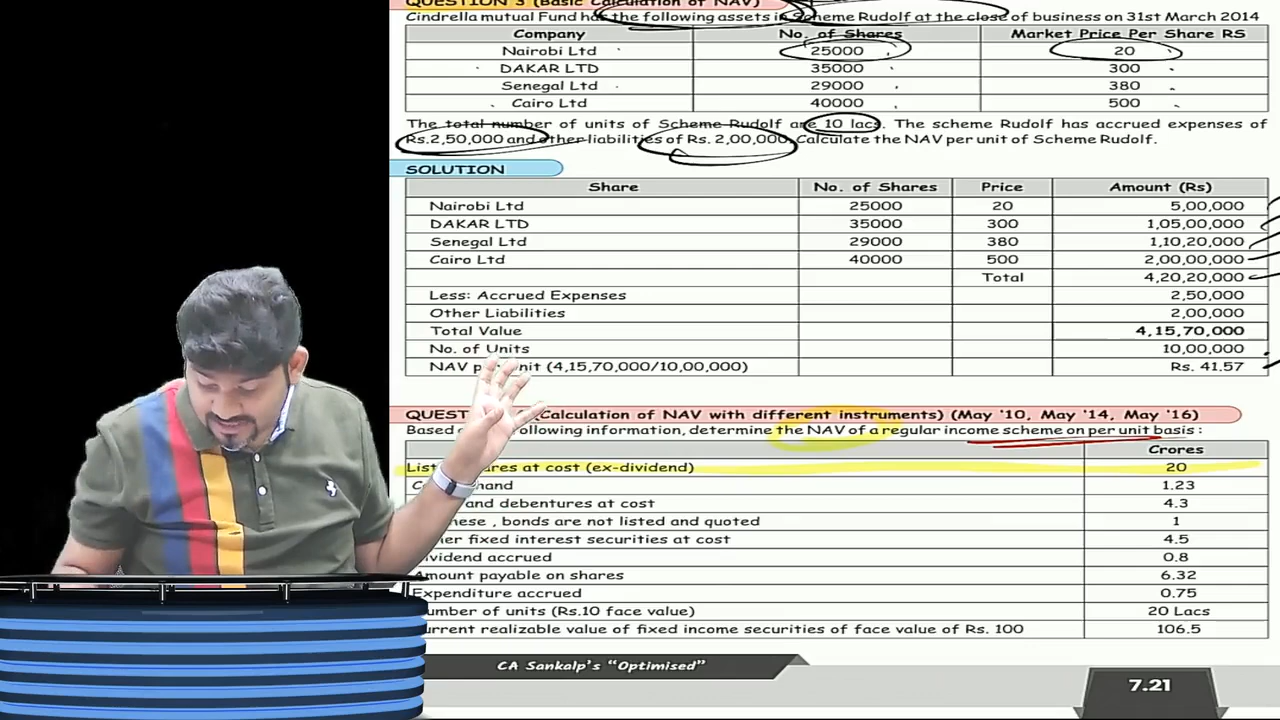 QUESTION 3 (Basic Calculation of NAV)
Cindrella mutual Fund has the following assets in Scheme Rudolf at the close of business on 31st March 2014
Company No. of Shares Market Price Per Share RS
Nairobi Ltd 25000 20
DAKAR LTD 35000 300
Senegal Ltd 29000 380
Cairo Ltd 40000 500
The total number of units of Scheme Rudolf are 10 lacs. The scheme Rudolf has accrued expenses of
Rs.2,50,000 and other liabilities of Rs. 2,00,000. Calculate the NAV per unit of Scheme Rudolf.
SOLUTION
Share No. of Shares Price Amount (Rs)
Nairobi Ltd 25000 20 5,00,000
DAKAR LTD 35000 300 1,05,00,000
Senegal Ltd 29000 380 1,10,20,000
Cairo Ltd 40000 500 2,00,00,000
Total 4,20,20,000
Less: Accrued Expenses 2,50,000
Other Liabilities 2,00,000
Total Value 4,15,70,000
No. of Units 10,00,000
NAV per unit (4,15,70,000/10,00,000) Rs. 41.57
(Calculation of NAV with different instruments) (May '10, May '14, May '16)
Based following information, determine the NAV of a regular income scheme on per unit basis :
Crores
at cost (ex-dividend) 20
1.23
and debentures at cost 4.3
, bonds are not listed and quoted 1
fixed interest securities at cost 4.5
accrued 0.8
Amount payable on shares 6.32
Expenditure accrued 0.75
of units (Rs.10 face value) 20 Lacs
realizable value of fixed income securities of face value of Rs. 100 106.5
CA Sankalp's "Optimised"
7.21